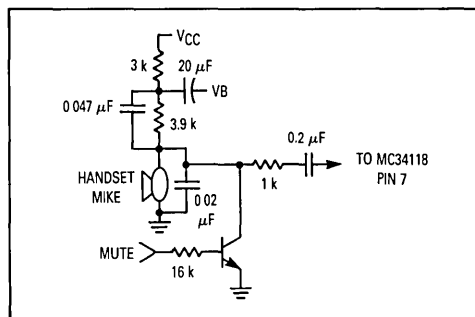 VCC
3 k
20 µF
VB
0 047 µF
3.9 k
0.2 µF
HANDSET
MIKE
0 02
µF
1 k
TO MC34118
PIN 7
MUTE
16 k